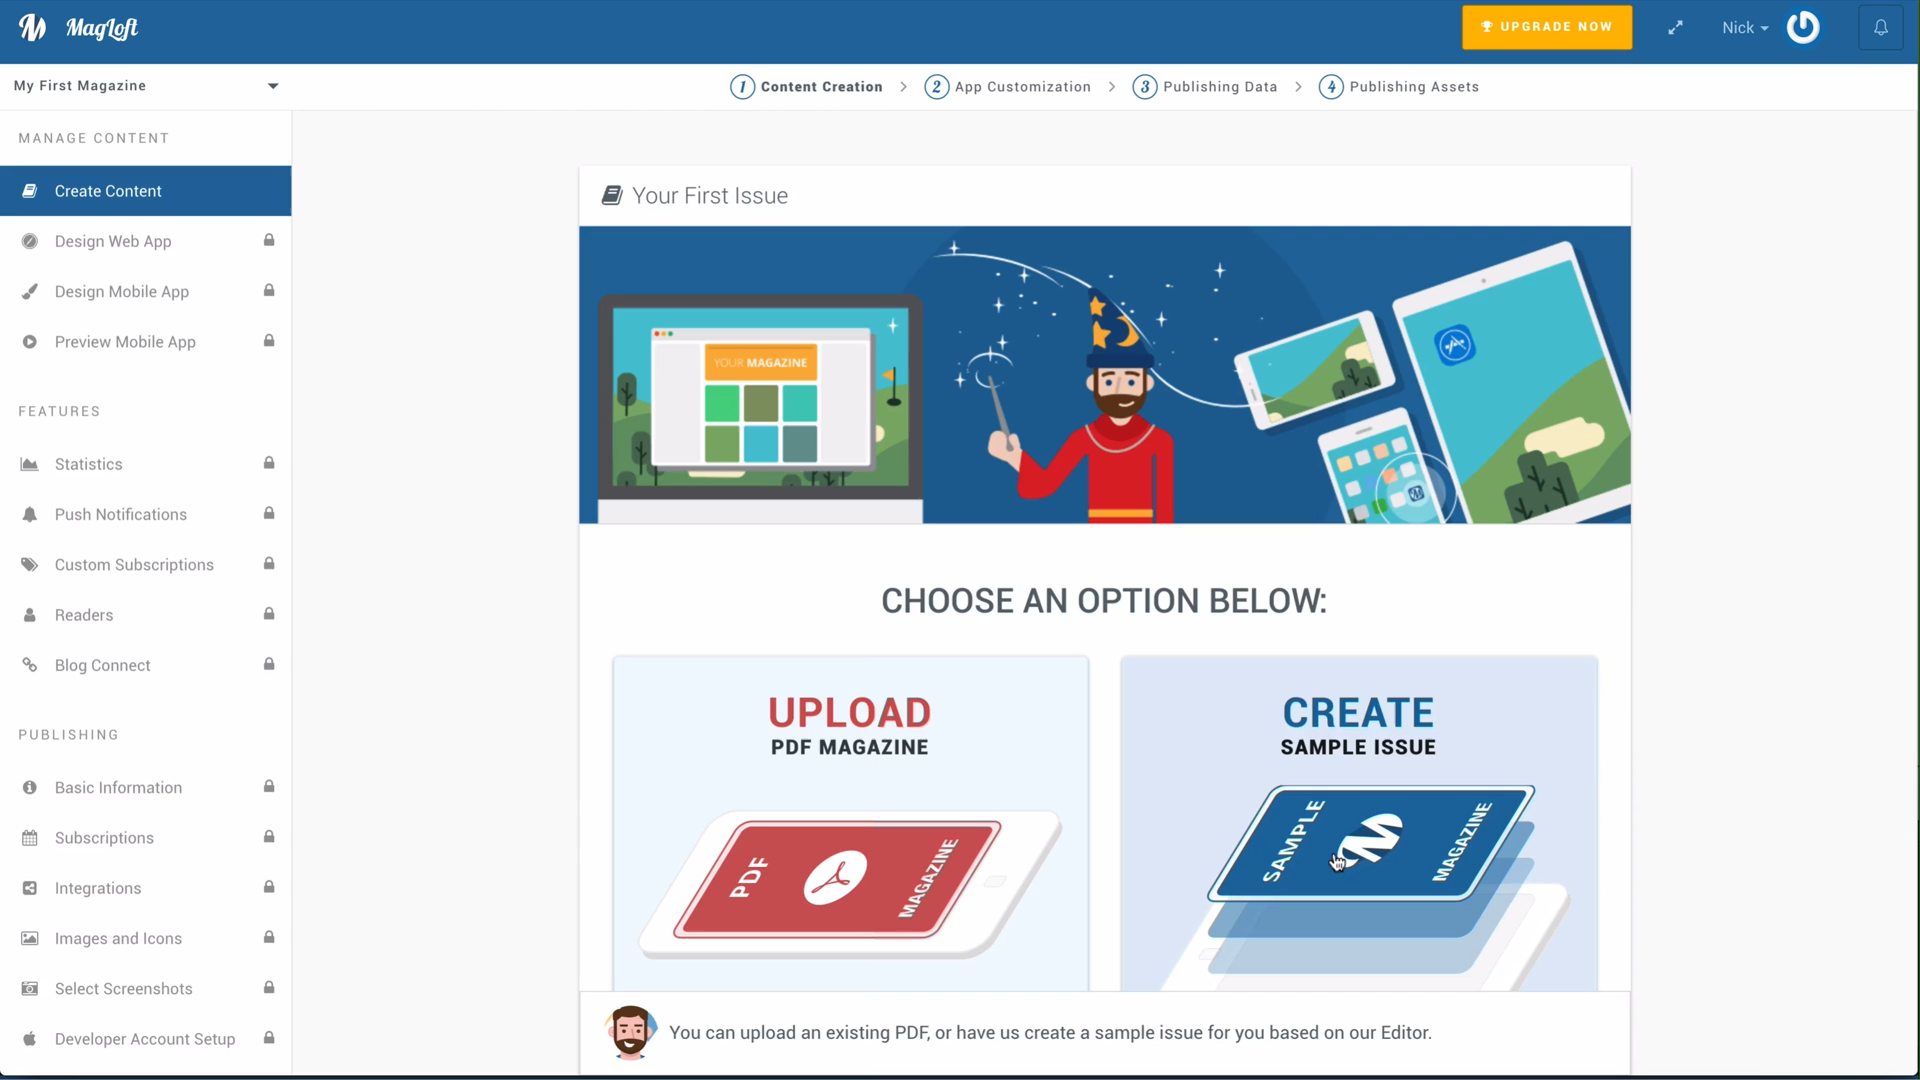 MagLoft
UPGRADE NOW
Nick
My First Magazine
1 Content Creation
2 App Customization
3 Publishing Data
4 Publishing Assets
MANAGE CONTENT
Create Content
Design Web App
Design Mobile App
Preview Mobile App
FEATURES
Statistics
Push Notifications
Custom Subscriptions
Readers
Blog Connect
PUBLISHING
Basic Information
Subscriptions
Integrations
Images and Icons
Select Screenshots
Developer Account Setup
Your First Issue
YOUR MAGAZINE
CHOOSE AN OPTION BELOW:
UPLOAD
PDF MAGAZINE
PDF
MAGAZINE
CREATE
SAMPLE ISSUE
SAMPLE
MAGAZINE
You can upload an existing PDF, or have us create a sample issue for you based on our Editor.